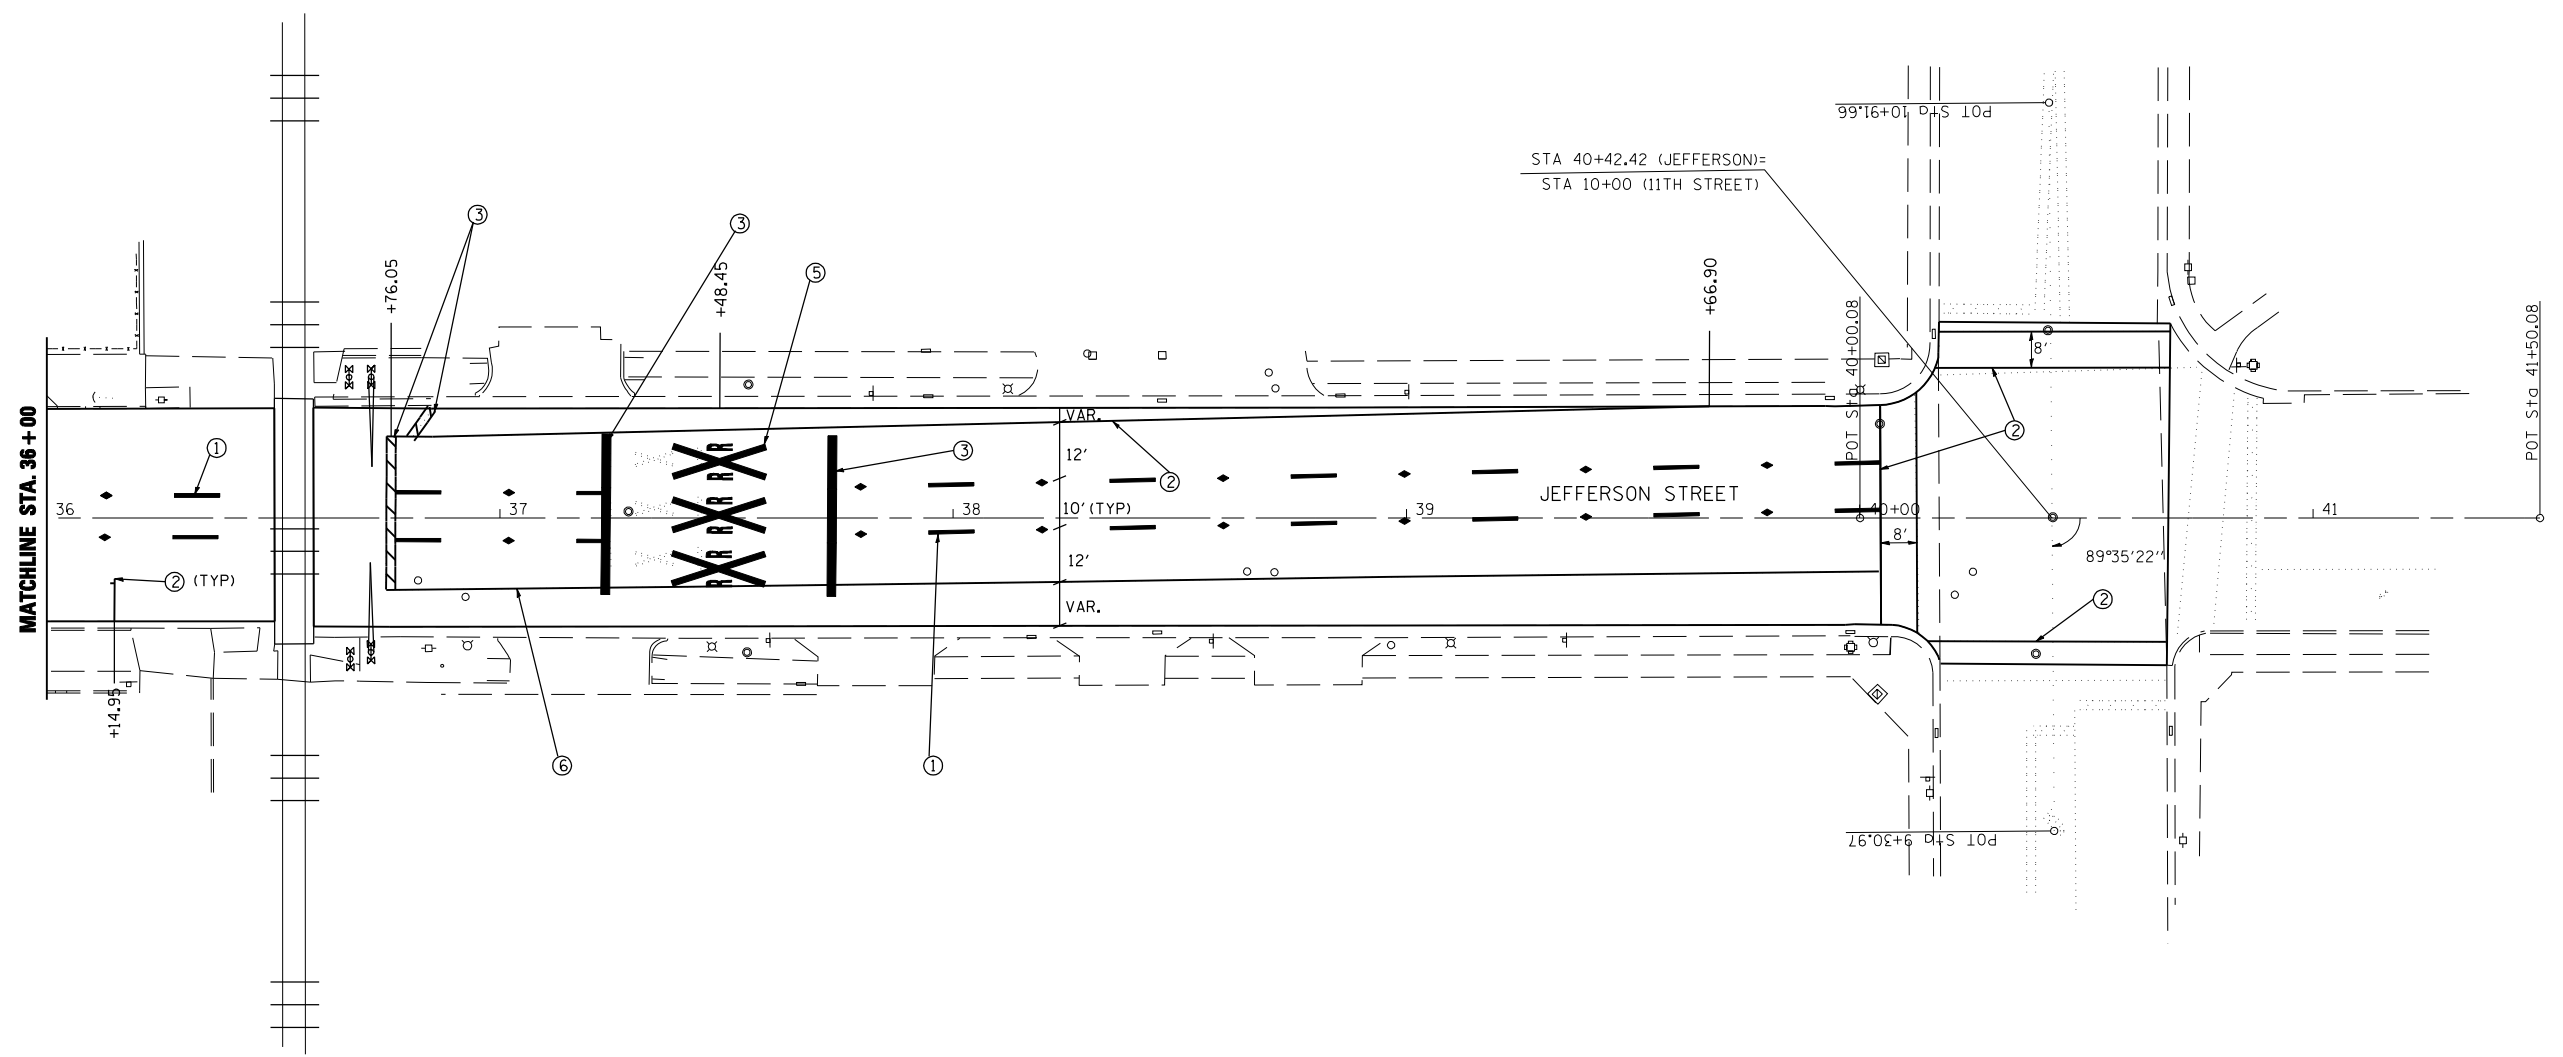 POT Sta 10+91.66
STA 40+42.42 (JEFFERSON)=
STA 10+00 (11TH STREET)
3
3
5
+76.05
+48.45
+66.90
POT Sta 40+00.08
POT Sta 41+50.08
8'
2
VAR.
1
3
12'
2
MATCHLINE STA. 36+00
R R
R R
R R
JEFFERSON STREET
36
37
38
10' (TYP)
39
40+00
41
8'
89°35'22"
12'
2 (TYP)
VAR.
2
+14.95
6
1
POT Sta 9+30.97